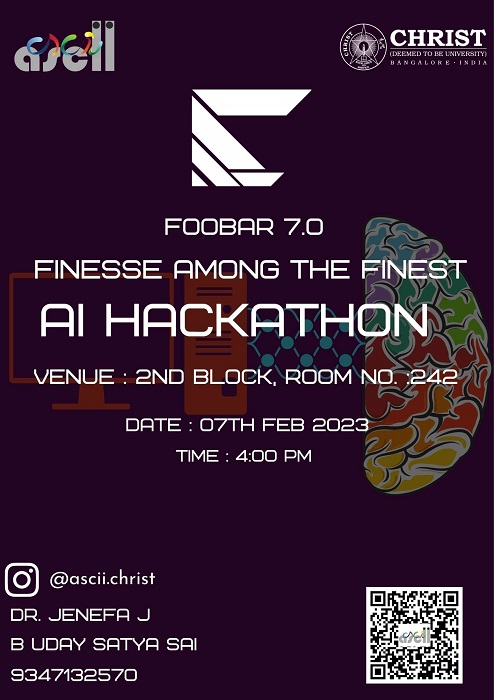 ascii
CHRIST
(DEEMED TO BE UNIVERSITY)
BANGALORE · INDIA
FOOBAR 7.0
FINESSE AMONG THE FINEST
AI HACKATHON
VENUE : 2ND BLOCK, ROOM NO. :242
DATE : 07TH FEB 2023
TIME : 4:00 PM
@ascii.christ
DR. JENEFA J
B UDAY SATYA SAI
9347132570
ascii